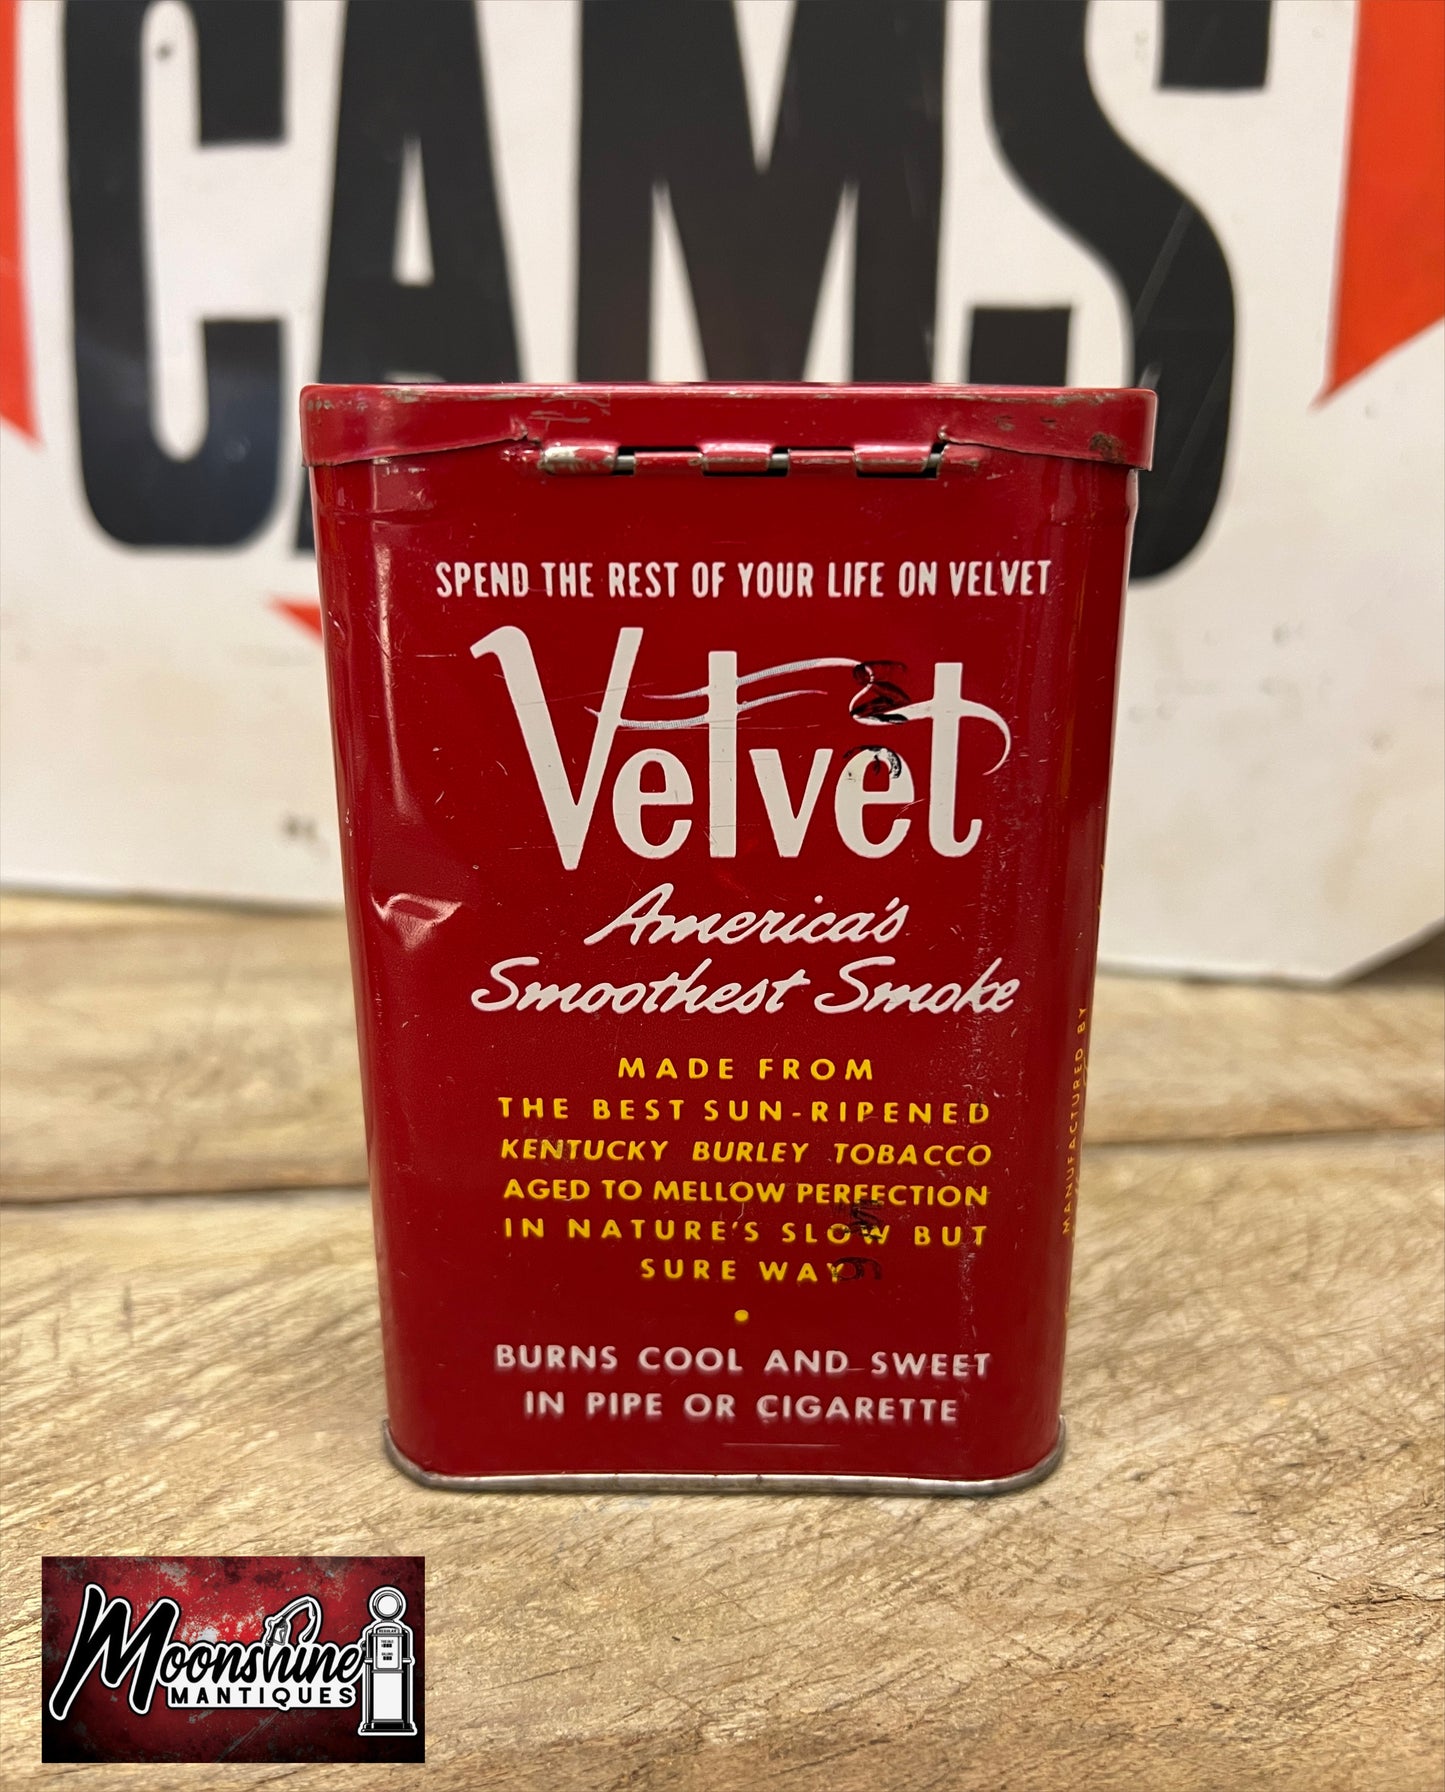 CAMS
SPEND THE REST OF YOUR LIFE ON VELVET
Velvet
America's
Smoothest Smoke
MADE FROM
THE BEST SUN-RIPENED
KENTUCKY BURLEY TOBACCO
AGED TO MELLOW PERFECTION
IN NATURE'S SLOW BUT
SURE WAY
•
BURNS COOL AND SWEET
IN PIPE OR CIGARETTE
MANUFACTURED BY
Moonshine
MANTIQUES